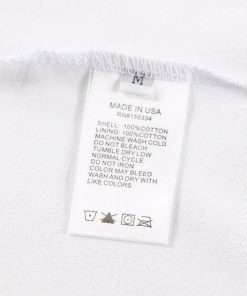 M
MADE IN USA
RN#155334
SHELL: 100%COTTON
LINING: 100%COTTON
MACHINE WASH COLD
DO NOT BLEACH
TUMBLE DRY LOW
NORMAL CYCLE
DO NOT IRON
COLOR MAY BLEED
WASH AND DRY WITH
LIKE COLORS